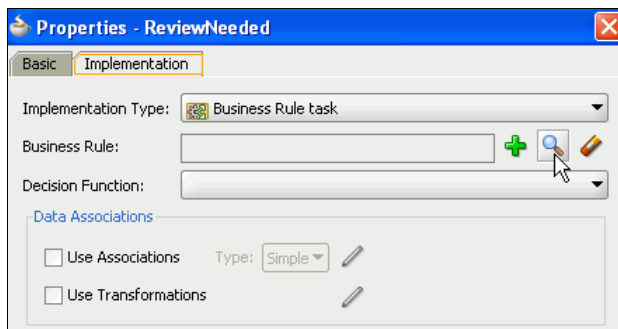 Properties - ReviewNeeded
Basic Implementation
Implementation Type: Business Rule task
Business Rule:
Decision Function:
Data Associations
Use Associations Type: Simple
Use Transformations